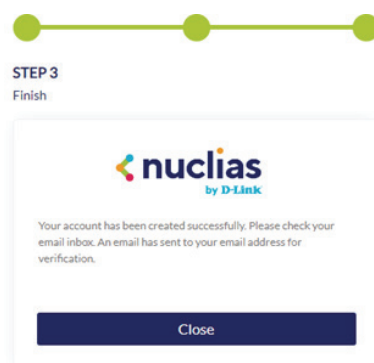 STEP 3
Finish
nuclias
by D-Link
Your account has been created successfully. Please check your
email inbox. An email has sent to your email address for
verification.
Close